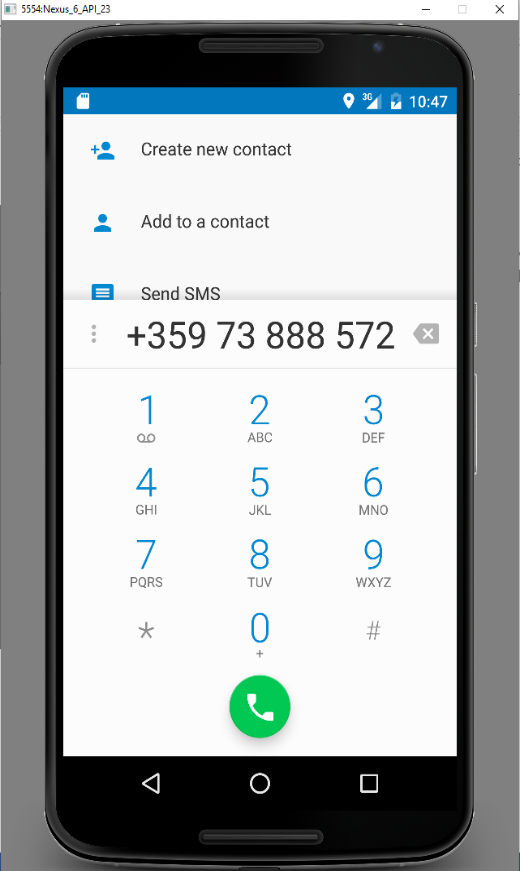 5554:Nexus_6_API_23
3G 10:47
Create new contact
Add to a contact
Send SMS
+359 73 888 572
1 2 3
ABC DEF
4 5 6
GHI JKL MNO
7 8 9
PQRS TUV WXYZ
* 0 #
+